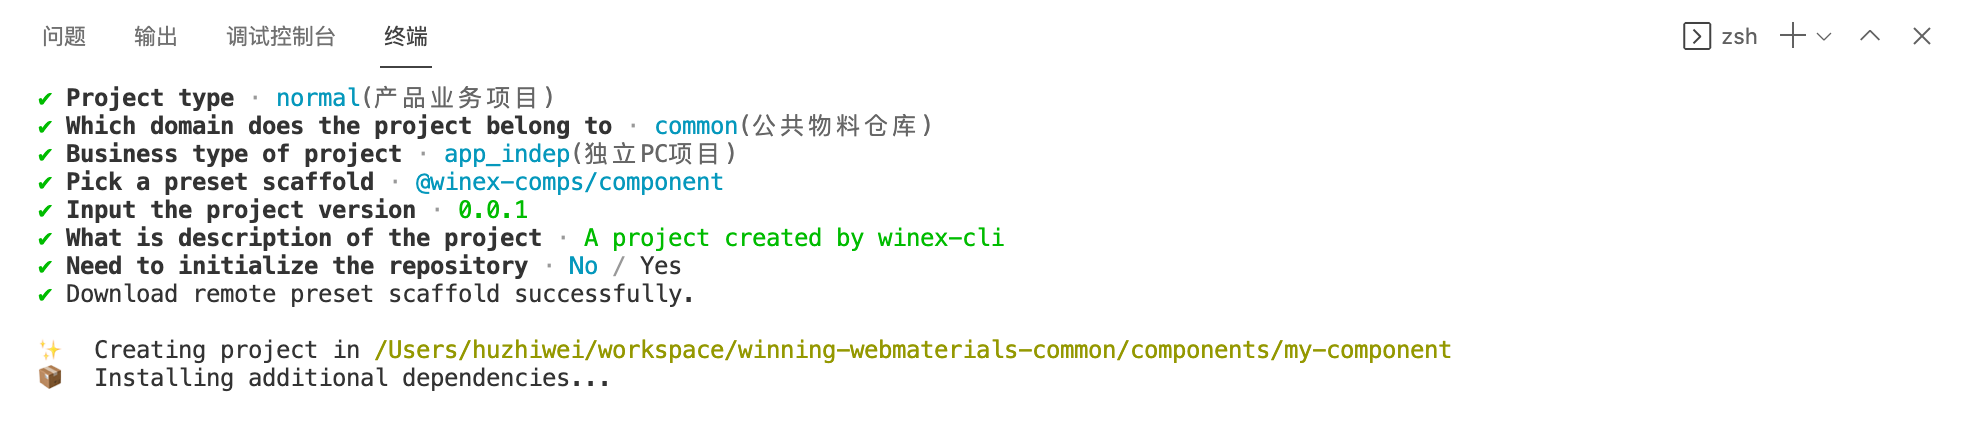 问题 输出 调试控制台 终端 zsh
✔ Project type · normal(产品业务项目)
✔ Which domain does the project belong to · common(公共物料仓库)
✔ Business type of project · app_indep(独立PC项目)
✔ Pick a preset scaffold · @winex-comps/component
✔ Input the project version · 0.0.1
✔ What is description of the project · A project created by winex-cli
✔ Need to initialize the repository · No / Yes
✔ Download remote preset scaffold successfully.
✨ Creating project in /Users/huzhiwei/workspace/winning-webmaterials-common/components/my-component
📦 Installing additional dependencies...